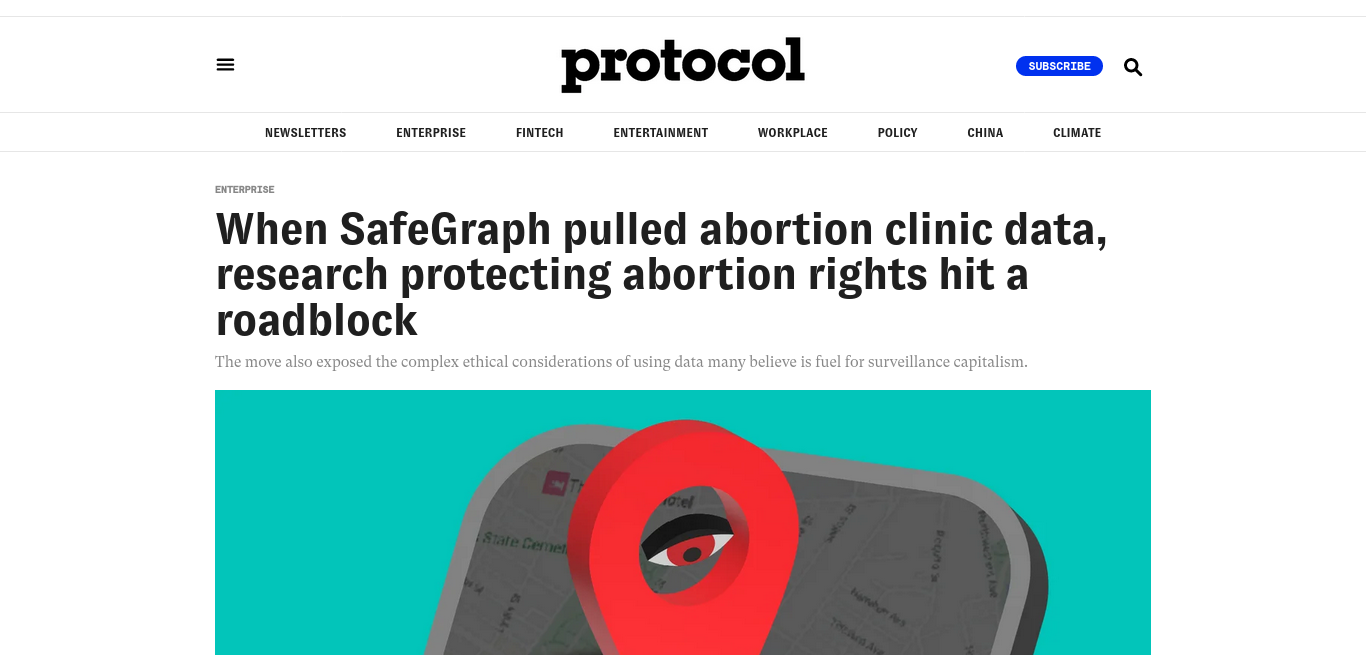 protocol
SUBSCRIBE
NEWSLETTERS ENTERPRISE FINTECH ENTERTAINMENT WORKPLACE POLICY CHINA CLIMATE
ENTERPRISE
When SafeGraph pulled abortion clinic data,
research protecting abortion rights hit a
roadblock
The move also exposed the complex ethical considerations of using data many believe is fuel for surveillance capitalism.
State